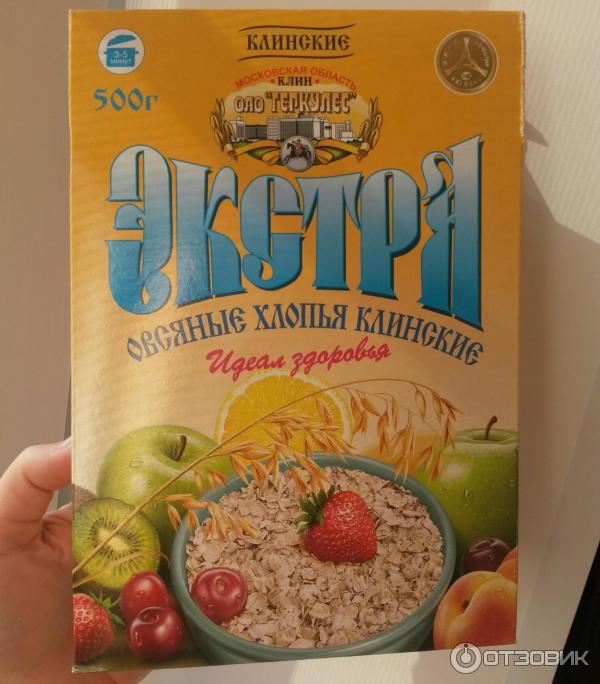 КЛИНСКИЕ
3-5
минут
500г
МОСКОВСКАЯ ОБЛАСТЬ
• КЛИН •
ОАО "ГЕРКУЛЕС"
ЭКСТРА
ОВСЯНЫЕ ХЛОПЬЯ КЛИНСКИЕ
Идеал здоровья
ОТЗОВИК